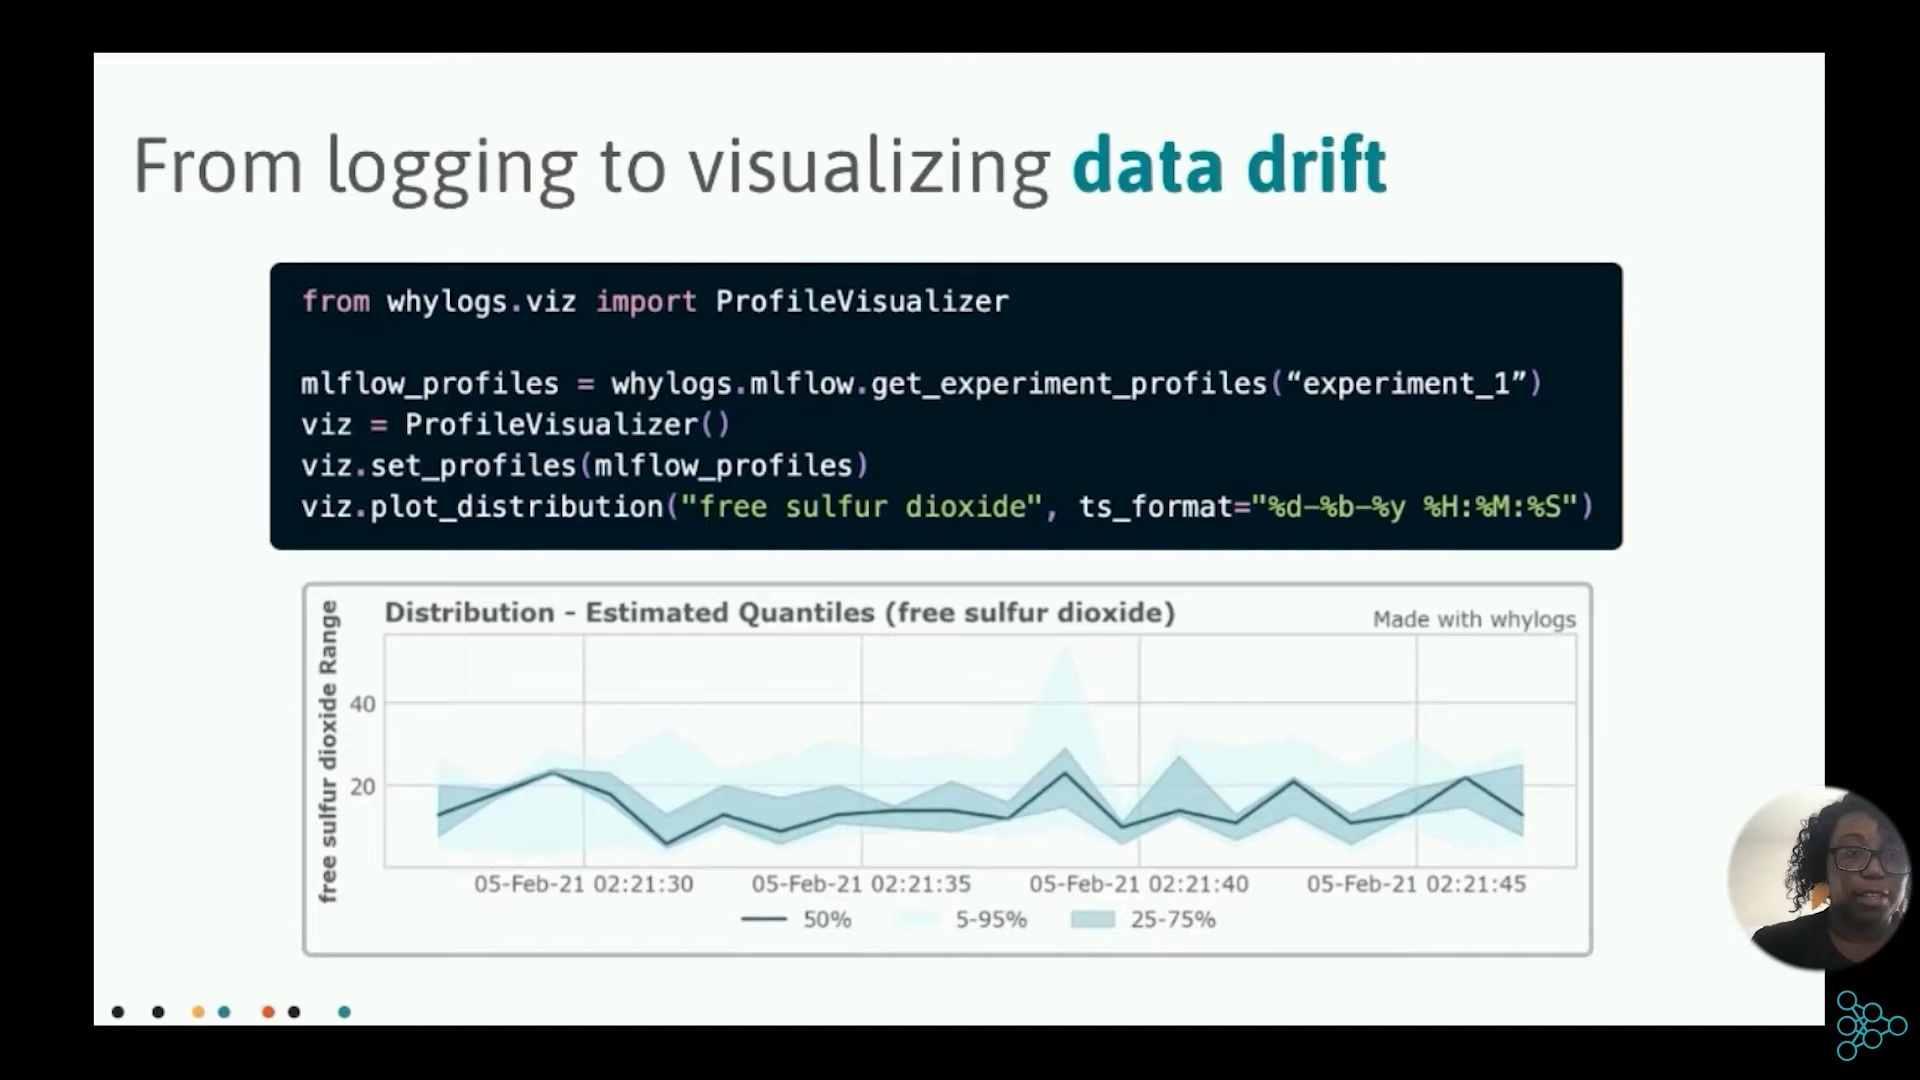 From logging to visualizing data drift
from whylogs.viz import ProfileVisualizer
mlflow_profiles = whylogs.mlflow.get_experiment_profiles(“experiment_1”)
viz = ProfileVisualizer()
viz.set_profiles(mlflow_profiles)
viz.plot_distribution("free sulfur dioxide", ts_format="%d-%b-%y %H:%M:%S")
Distribution - Estimated Quantiles (free sulfur dioxide)
Made with whylogs
free sulfur dioxide Range
40
20
05-Feb-21 02:21:30 05-Feb-21 02:21:35 05-Feb-21 02:21:40 05-Feb-21 02:21:45
50% 5-95% 25-75%